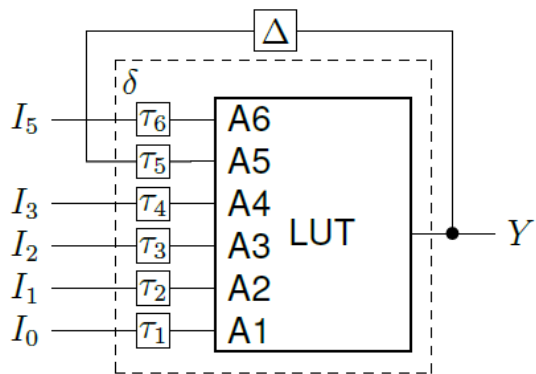 Δ
δ
I₅ τ₆ A6
τ₅ A5
I₃ τ₄ A4
I₂ τ₃ A3 LUT Y
I₁ τ₂ A2
I₀ τ₁ A1